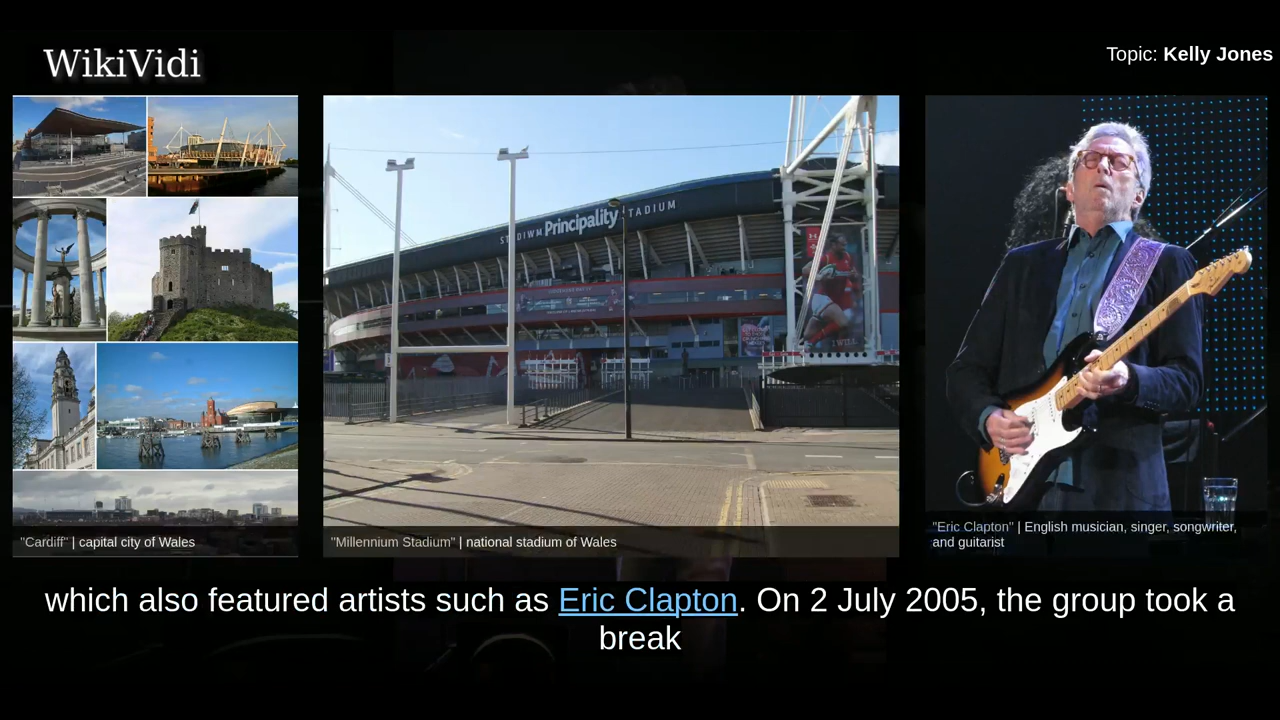 WikiVidi
Topic: Kelly Jones
STADIWM Principality STADIUM
I WILL
"Cardiff" | capital city of Wales
"Millennium Stadium" | national stadium of Wales
"Eric Clapton" | English musician, singer, songwriter,
and guitarist
which also featured artists such as Eric Clapton. On 2 July 2005, the group took a
break